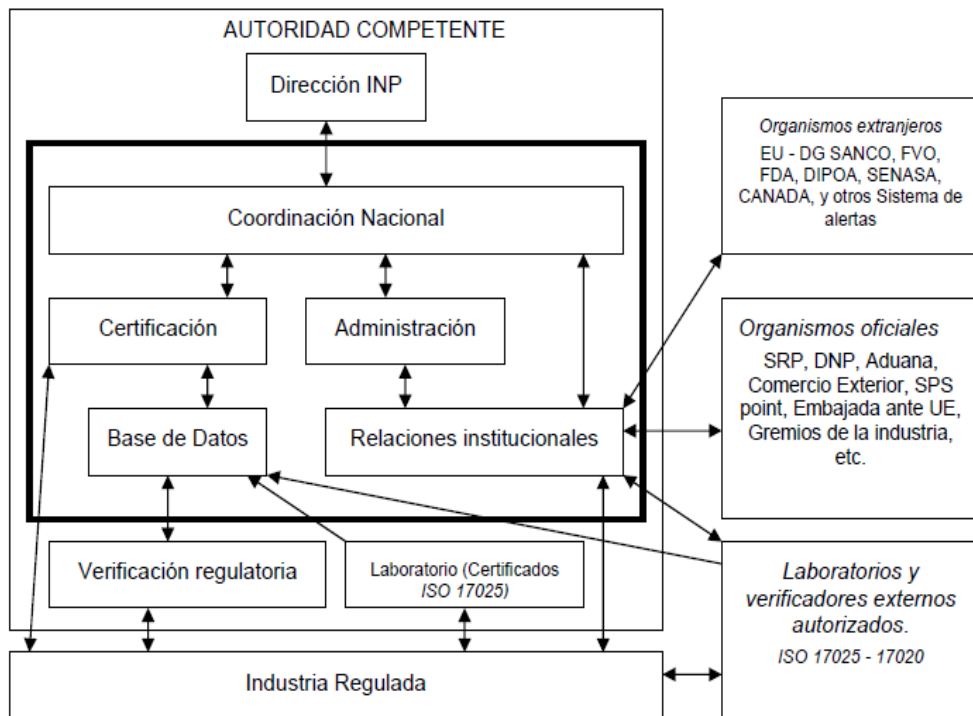 AUTORIDAD COMPETENTE
Dirección INP
Coordinación Nacional
Certificación
Administración
Base de Datos
Relaciones institucionales
Verificación regulatoria
Laboratorio (Certificados
ISO 17025)
Industria Regulada
Organismos extranjeros
EU - DG SANCO, FVO,
FDA, DIPOA, SENASA,
CANADA, y otros Sistema de
alertas
Organismos oficiales
SRP, DNP, Aduana,
Comercio Exterior, SPS
point, Embajada ante UE,
Gremios de la industria,
etc.
Laboratorios y
verificadores externos
autorizados.
ISO 17025 - 17020